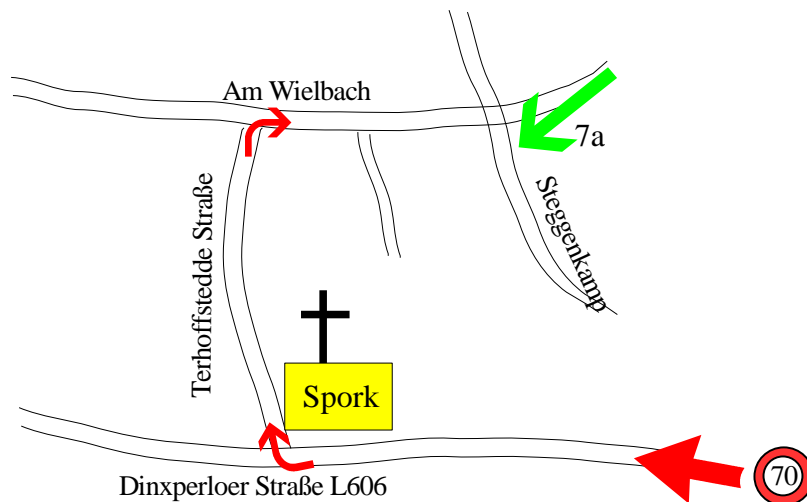 Am Wielbach
7a
Steggenkamp
Terhoffstedde Straße
Spork
70
Dinxperloer Straße L606